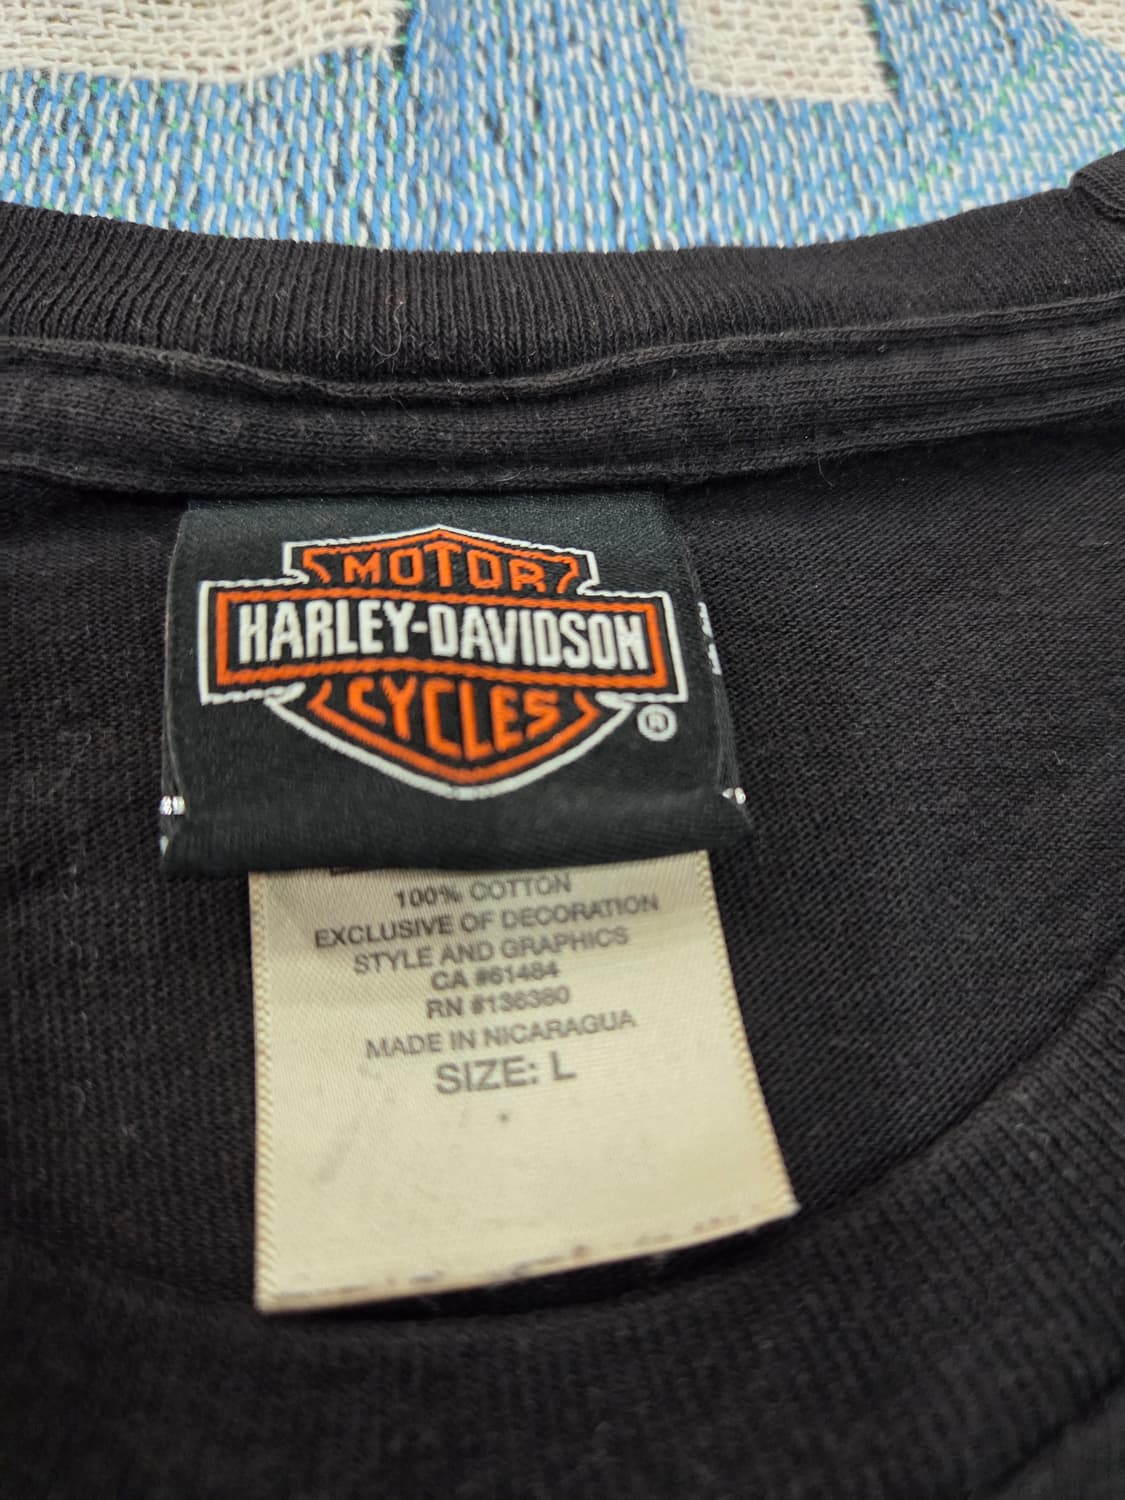 MOTOR
HARLEY-DAVIDSON
CYCLES
®
100% COTTON
EXCLUSIVE OF DECORATION
STYLE AND GRAPHICS
CA #61484
RN #136380
MADE IN NICARAGUA
SIZE: L